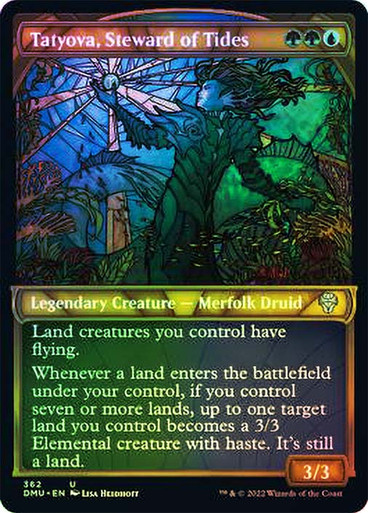 Tatyova, Steward of Tides
Legendary Creature — Merfolk Druid
Land creatures you control have
flying.
Whenever a land enters the battlefield
under your control, if you control
seven or more lands, up to one target
land you control becomes a 3/3
Elemental creature with haste. It's still
a land.
3/3
362 U
DMU • EN Lisa Heidhoff
™ & © 2022 Wizards of the Coast